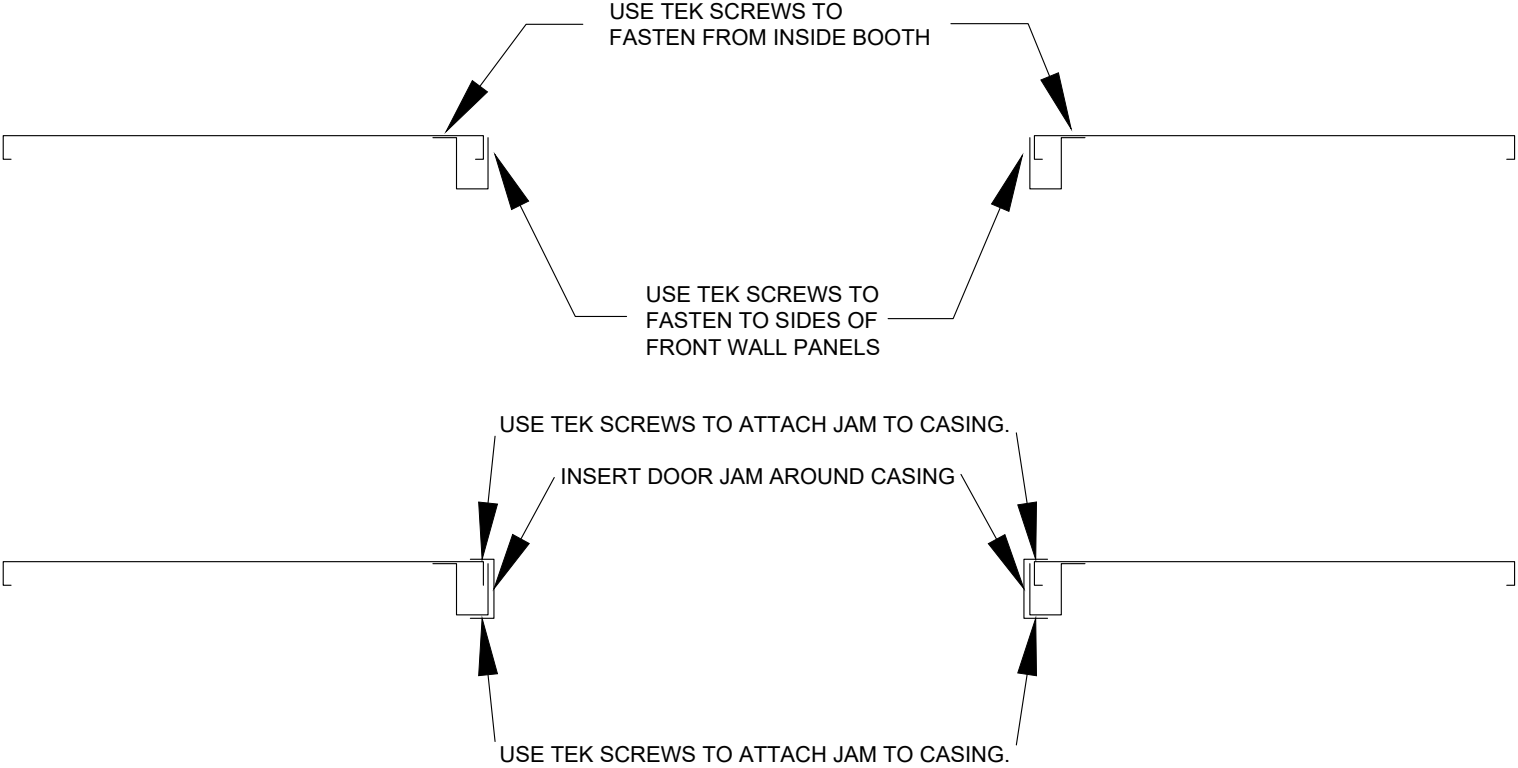 USE TEK SCREWS TO
FASTEN FROM INSIDE BOOTH
USE TEK SCREWS TO
FASTEN TO SIDES OF
FRONT WALL PANELS
USE TEK SCREWS TO ATTACH JAM TO CASING.
INSERT DOOR JAM AROUND CASING
USE TEK SCREWS TO ATTACH JAM TO CASING.